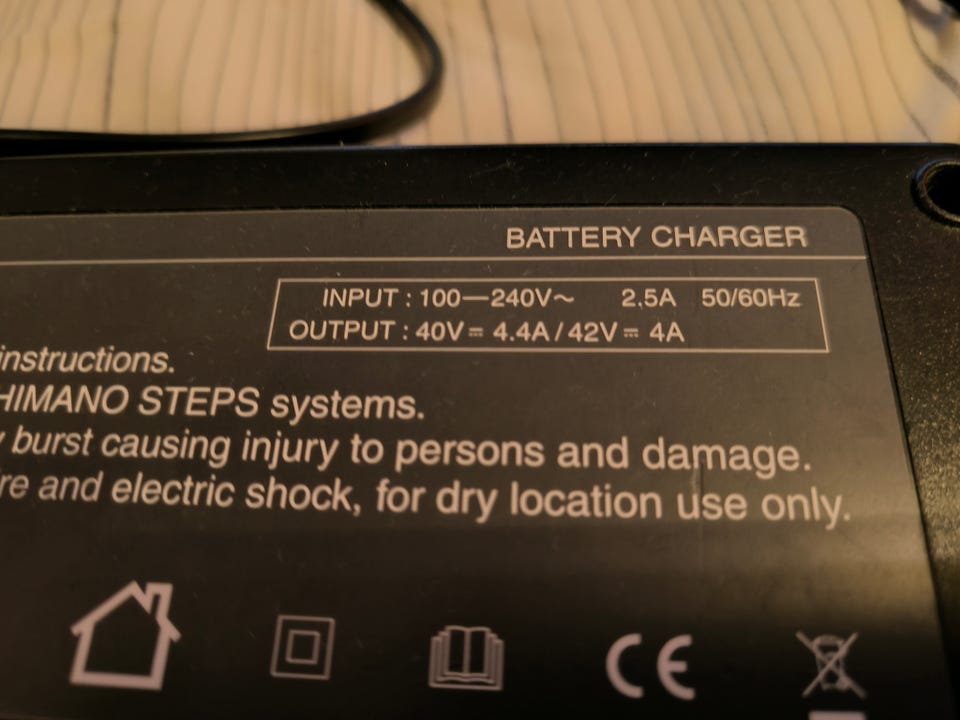 BATTERY CHARGER
INPUT : 100—240V~ 2.5A 50/60Hz
OUTPUT : 40V⎓ 4.4A / 42V⎓ 4A
instructions.
HIMANO STEPS systems.
burst causing injury to persons and damage.
re and electric shock, for dry location use only.
CE